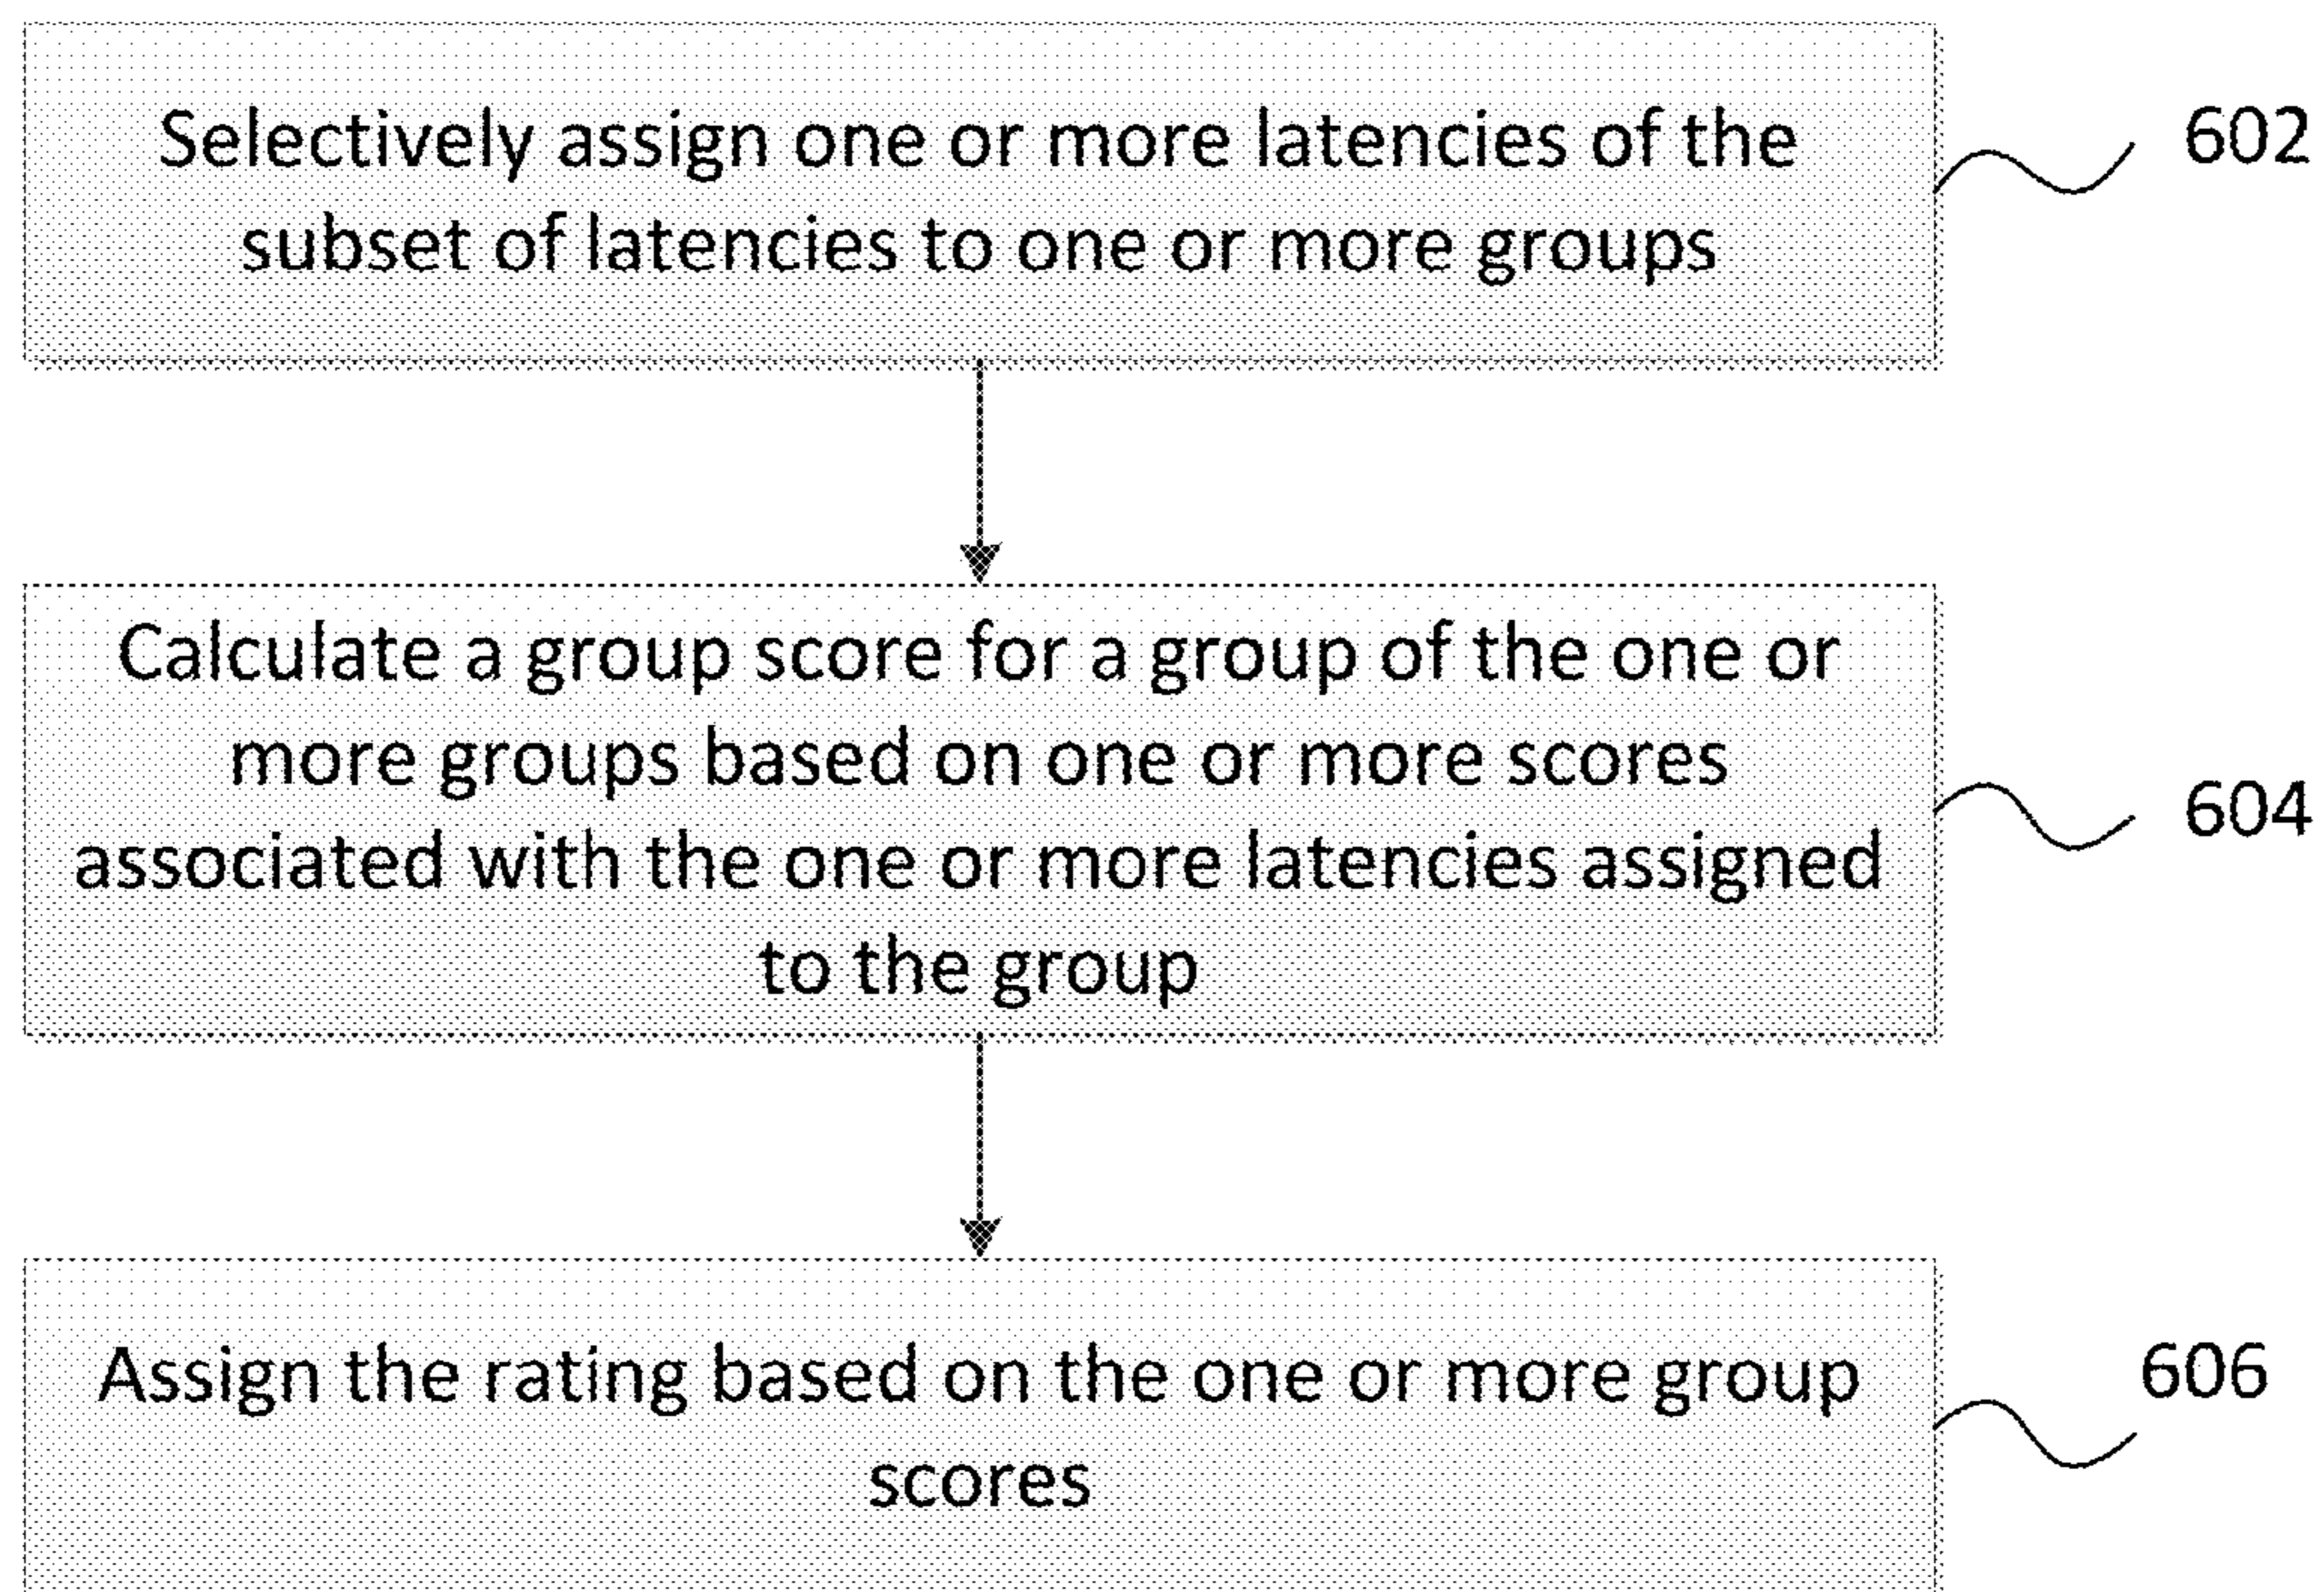 Selectively assign one or more latencies of the
subset of latencies to one or more groups
602
Calculate a group score for a group of the one or
more groups based on one or more scores
associated with the one or more latencies assigned
to the group
604
Assign the rating based on the one or more group
scores
606